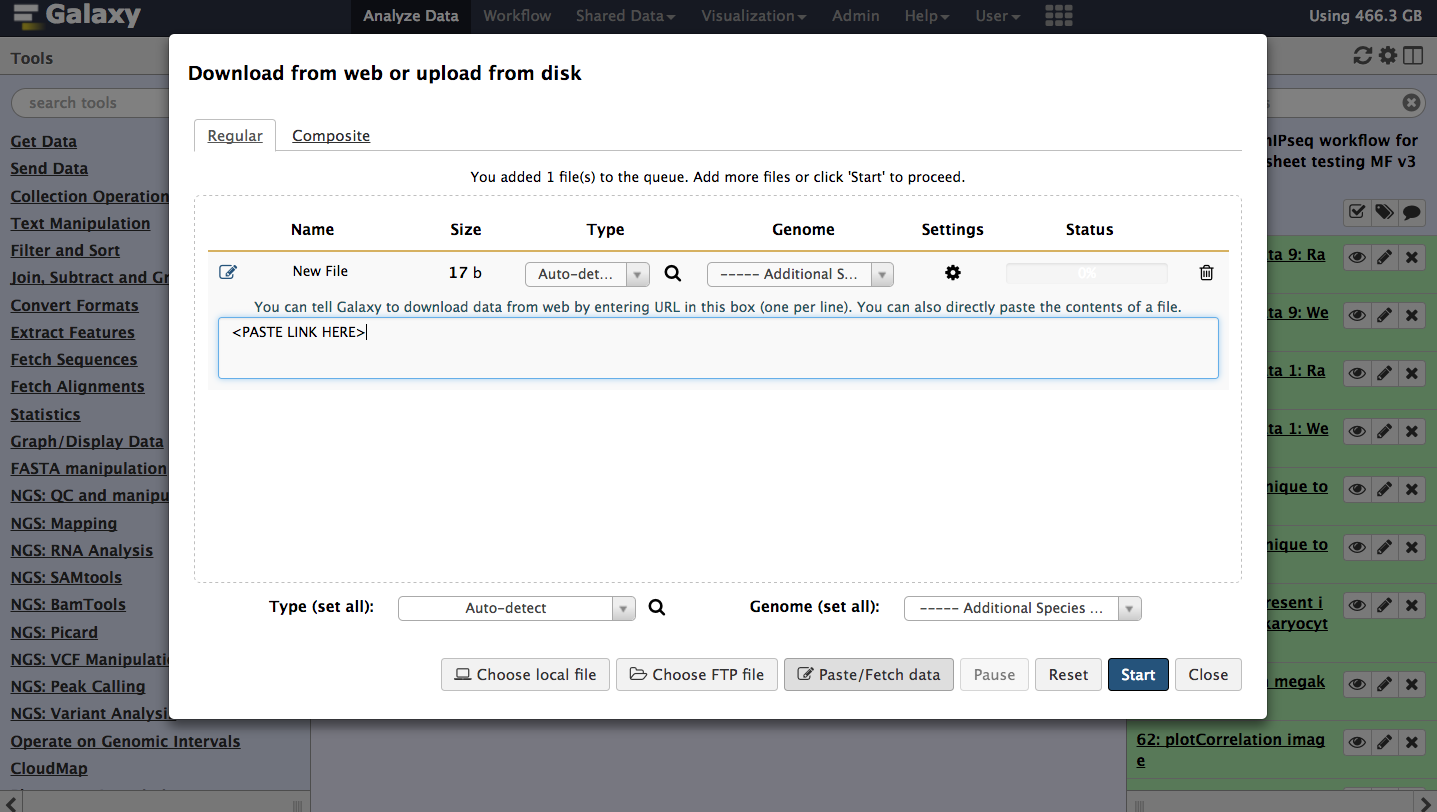 Galaxy
Analyze Data Workflow Shared Data Visualization Admin Help User Using 466.3 GB
Tools
search tools
Get Data
Send Data
Collection Operation
Text Manipulation
Filter and Sort
Join, Subtract and Gr
Convert Formats
Extract Features
Fetch Sequences
Fetch Alignments
Statistics
Graph/Display Data
FASTA manipulation
NGS: QC and manipu
NGS: Mapping
NGS: RNA Analysis
NGS: SAMtools
NGS: BamTools
NGS: Picard
NGS: VCF Manipulati
NGS: Peak Calling
NGS: Variant Analysis
Operate on Genomic Intervals
CloudMap
Download from web or upload from disk
Regular Composite
You added 1 file(s) to the queue. Add more files or click 'Start' to proceed.
Name Size Type Genome Settings Status
New File 17 b Auto-det... ----- Additional S... 0%
You can tell Galaxy to download data from web by entering URL in this box (one per line). You can also directly paste the contents of a file.
<PASTE LINK HERE>
Type (set all): Auto-detect Genome (set all): ----- Additional Species ...
Choose local file Choose FTP file Paste/Fetch data Pause Reset Start Close
s
IPseq workflow for
sheet testing MF v3
ta 9: Ra
ta 9: We
ta 1: Ra
ta 1: We
nique to
nique to
resent i
karyocyt
megak
62: plotCorrelation imag
e